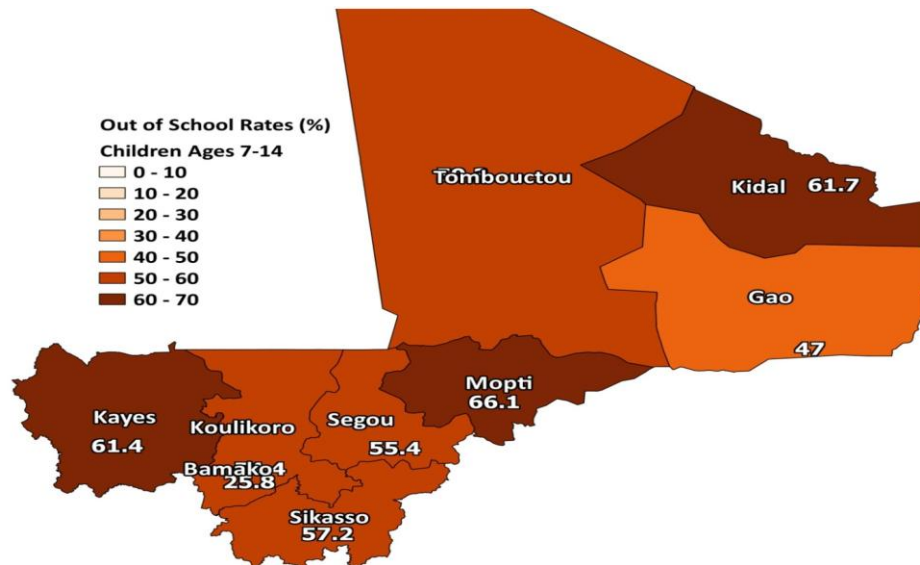 Out of School Rates (%)
Children Ages 7-14
0 - 10
10 - 20
20 - 30
30 - 40
40 - 50
50 - 60
60 - 70
Tombouctou
Kidal 61.7
Gao
47
Mopti
66.1
Kayes
61.4
Koulikoro
Segou
55.4
Bamako
25.8
Sikasso
57.2